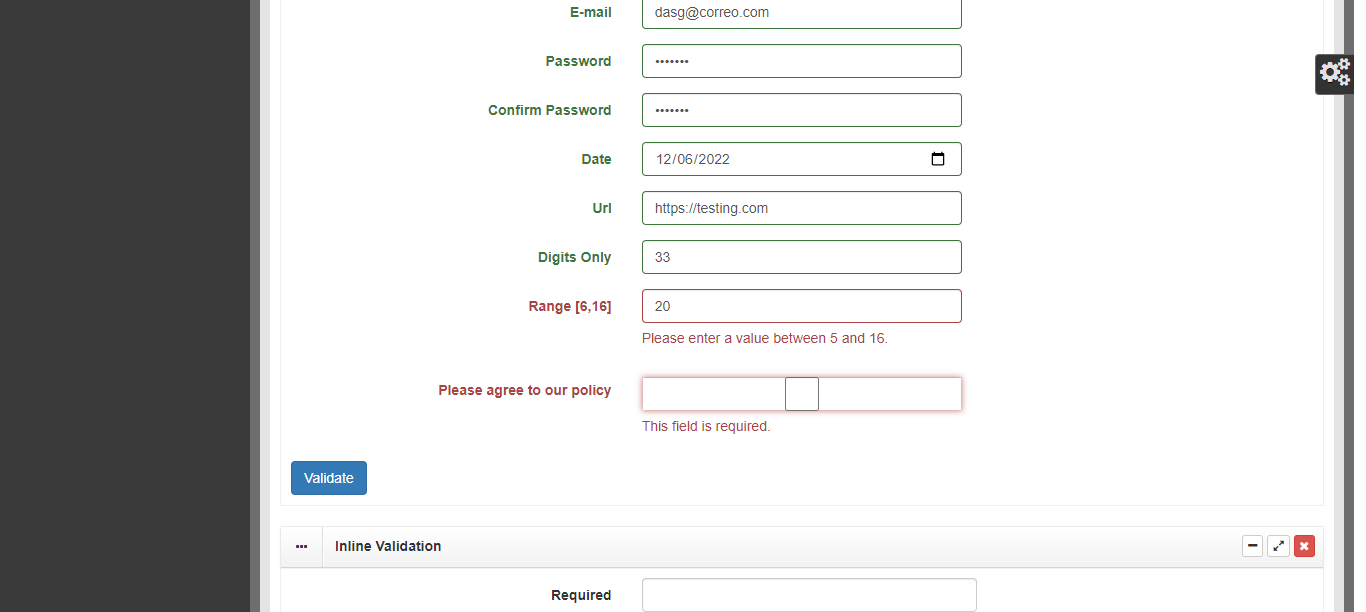 E-mail dasg@correo.com
Password •••••••
Confirm Password •••••••
Date 12/06/2022
Url https://testing.com
Digits Only 33
Range [6,16] 20
Please enter a value between 5 and 16.
Please agree to our policy
This field is required.
Validate
Inline Validation
Required